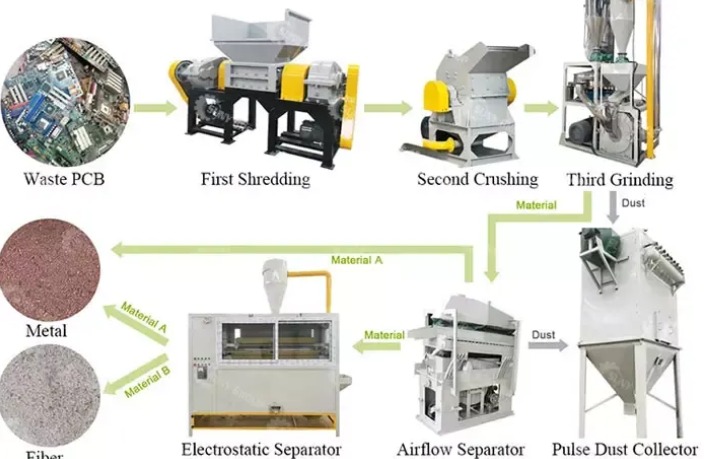 Waste PCB
First Shredding
Second Crushing
Third Grinding
Material
Dust
Material A
Metal
Material A
Material
Dust
Material B
Fiber
Electrostatic Separator
Airflow Separator
Pulse Dust Collector